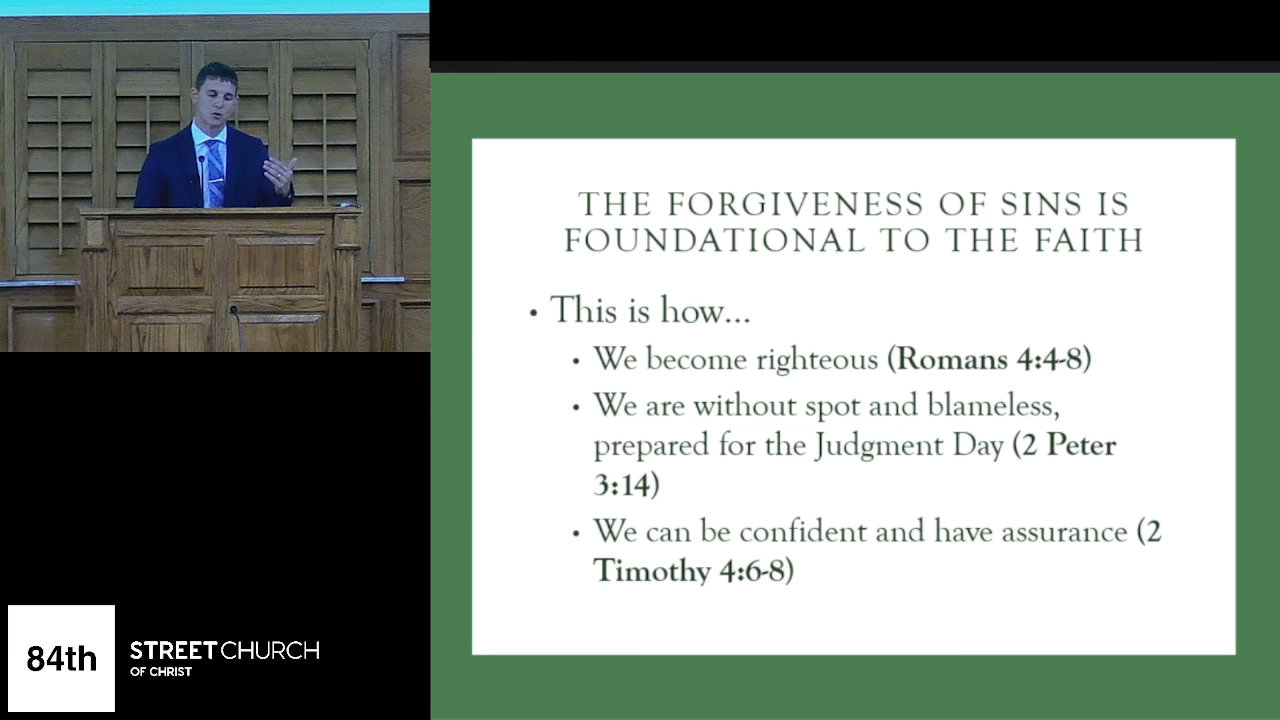 THE FORGIVENESS OF SINS IS
FOUNDATIONAL TO THE FAITH
• This is how...
• We become righteous (Romans 4:4-8)
• We are without spot and blameless,
prepared for the Judgment Day (2 Peter
3:14)
• We can be confident and have assurance (2
Timothy 4:6-8)
84th
STREET CHURCH
OF CHRIST